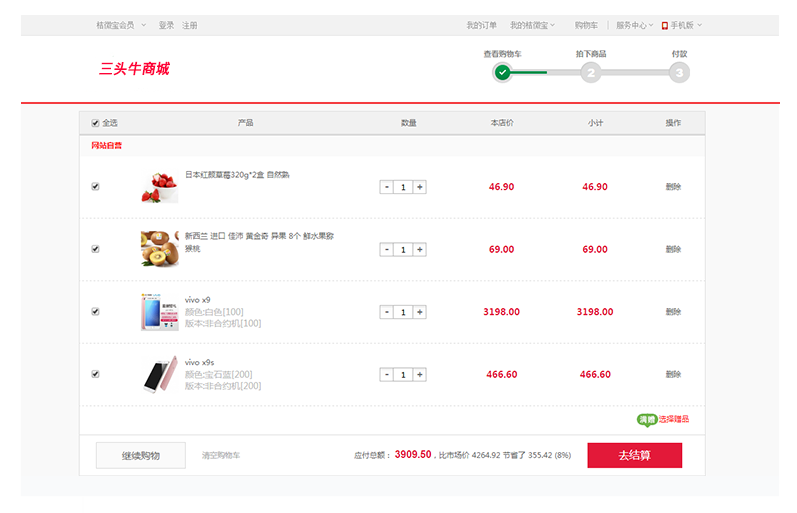 桔微宝会员 登录 注册 我的订单 我的桔微宝 购物车 服务中心 手机版
三头牛商城
查看购物车 拍下商品 付款
2 3
全选 产品 数量 本店价 小计 操作
网站自营
日本红颜草莓320g*2盒 自然熟
- 1 + 46.90 46.90 删除
新西兰 进口 佳沛 黄金奇 异果 8个 鲜水果猕
猴桃
- 1 + 69.00 69.00 删除
vivo x9
颜色:白色[100]
版本:非合约机[100]
- 1 + 3198.00 3198.00 删除
vivo x9s
颜色:宝石蓝[200]
版本:非合约机[200]
- 1 + 466.60 466.60 删除
满赠 选择赠品
继续购物 清空购物车 应付总额： 3909.50 , 比市场价 4264.92 节省了 355.42 (8%) 去结算